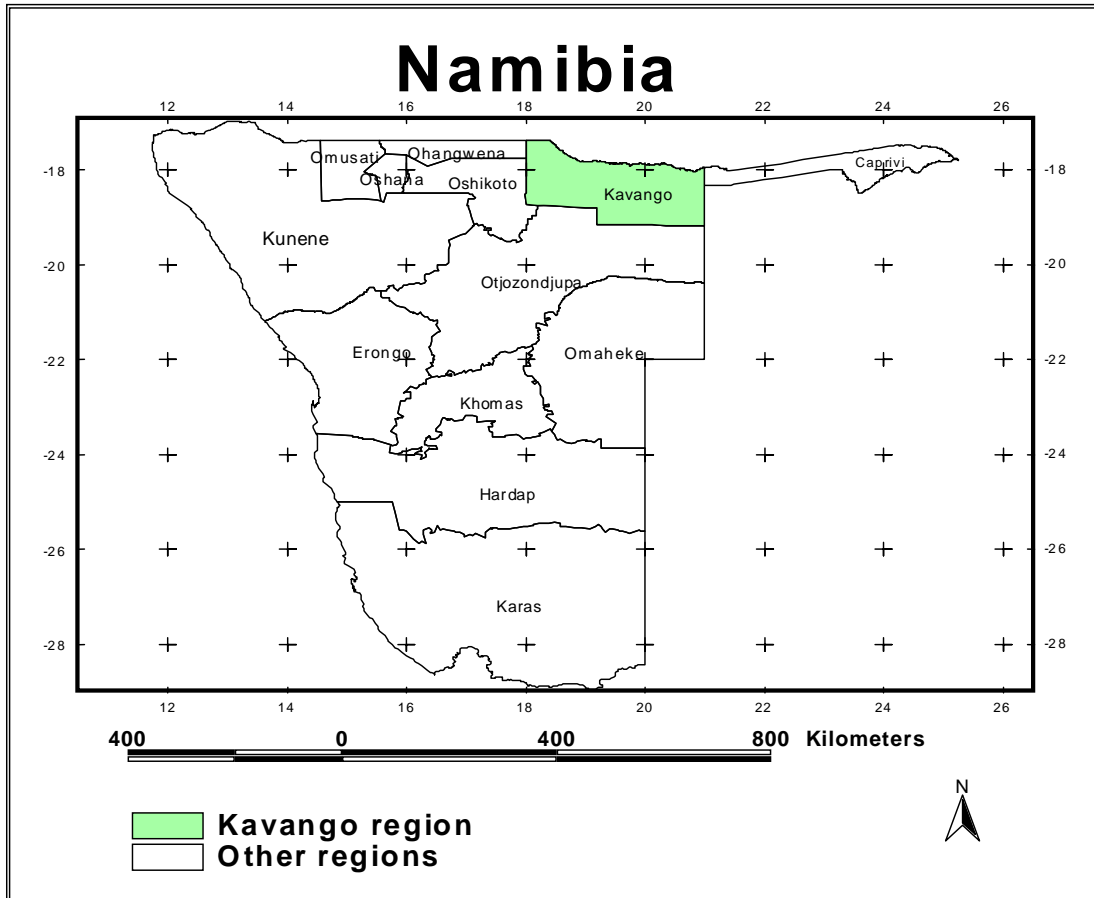 Namibia
12 14 16 18 20 22 24 26
Omusati Ohangwena Caprivi
-18 Oshana Oshikoto Kavango -18
Kunene
-20 -20
Otjozondjupa
Erongo Omaheke
-22 -22
Khomas
-24 -24
Hardap
-26 -26
Karas
-28 -28
12 14 16 18 20 22 24 26
400 0 400 800 Kilometers
N
Kavango region
Other regions